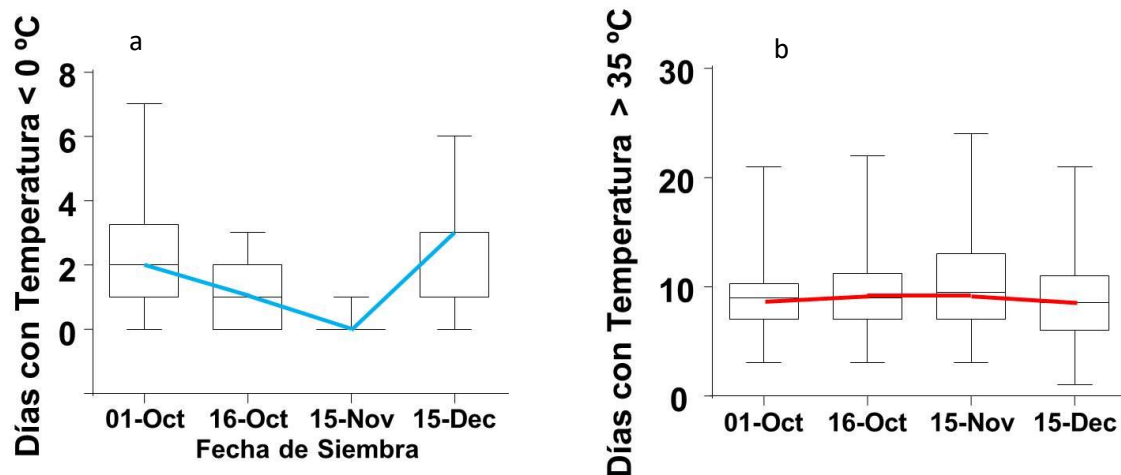 a
Días con Temperatura < 0 ºC
8
6
4
2
0
01-Oct 16-Oct 15-Nov 15-Dec
Fecha de Siembra
b
Días con Temperatura > 35 ºC
30
20
10
0
01-Oct 16-Oct 15-Nov 15-Dec